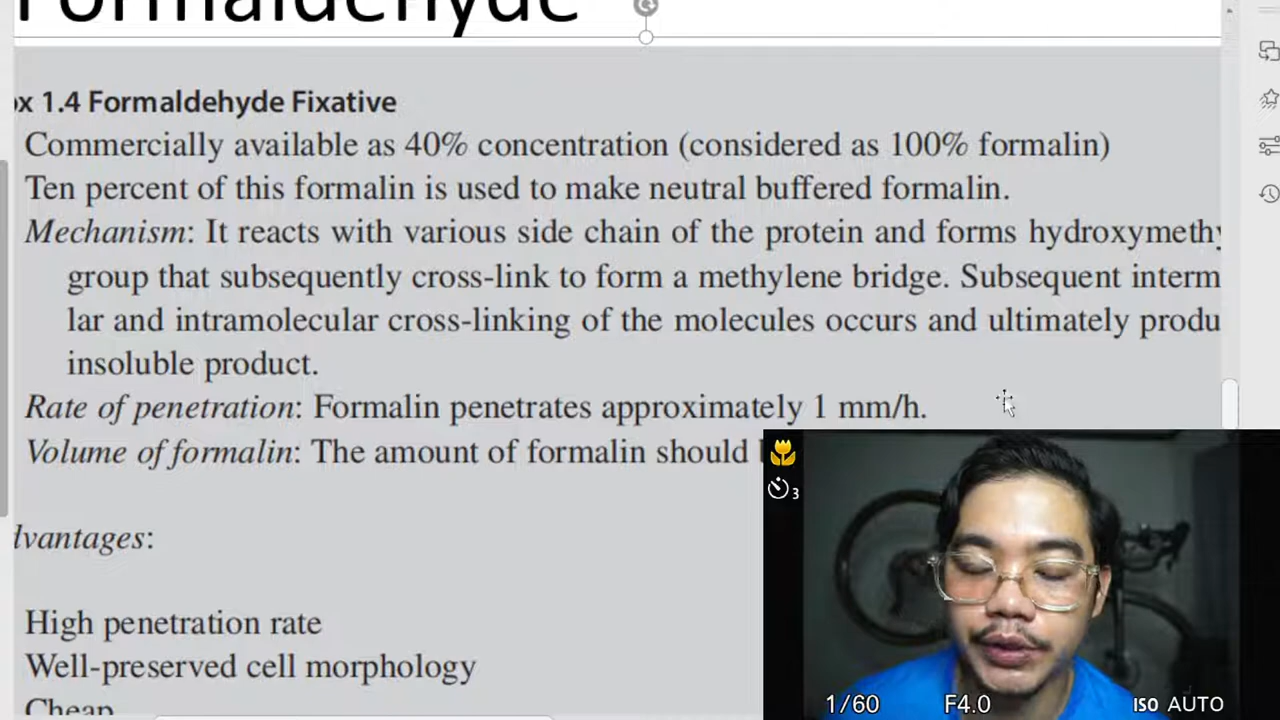 Formaldehyde
1.4 Formaldehyde Fixative
Commercially available as 40% concentration (considered as 100% formalin)
Ten percent of this formalin is used to make neutral buffered formalin.
Mechanism: It reacts with various side chain of the protein and forms
group that subsequently cross-link to form a methylene bridge. Subsequent
lar and intramolecular cross-linking of the molecules occurs and ultimately
insoluble product.
Rate of penetration: Formalin penetrates approximately 1 mm/h.
Volume of formalin: The amount of formalin should
High penetration rate
Well-preserved cell morphology
Cheap
3
1/60 F4.0 ISO AUTO